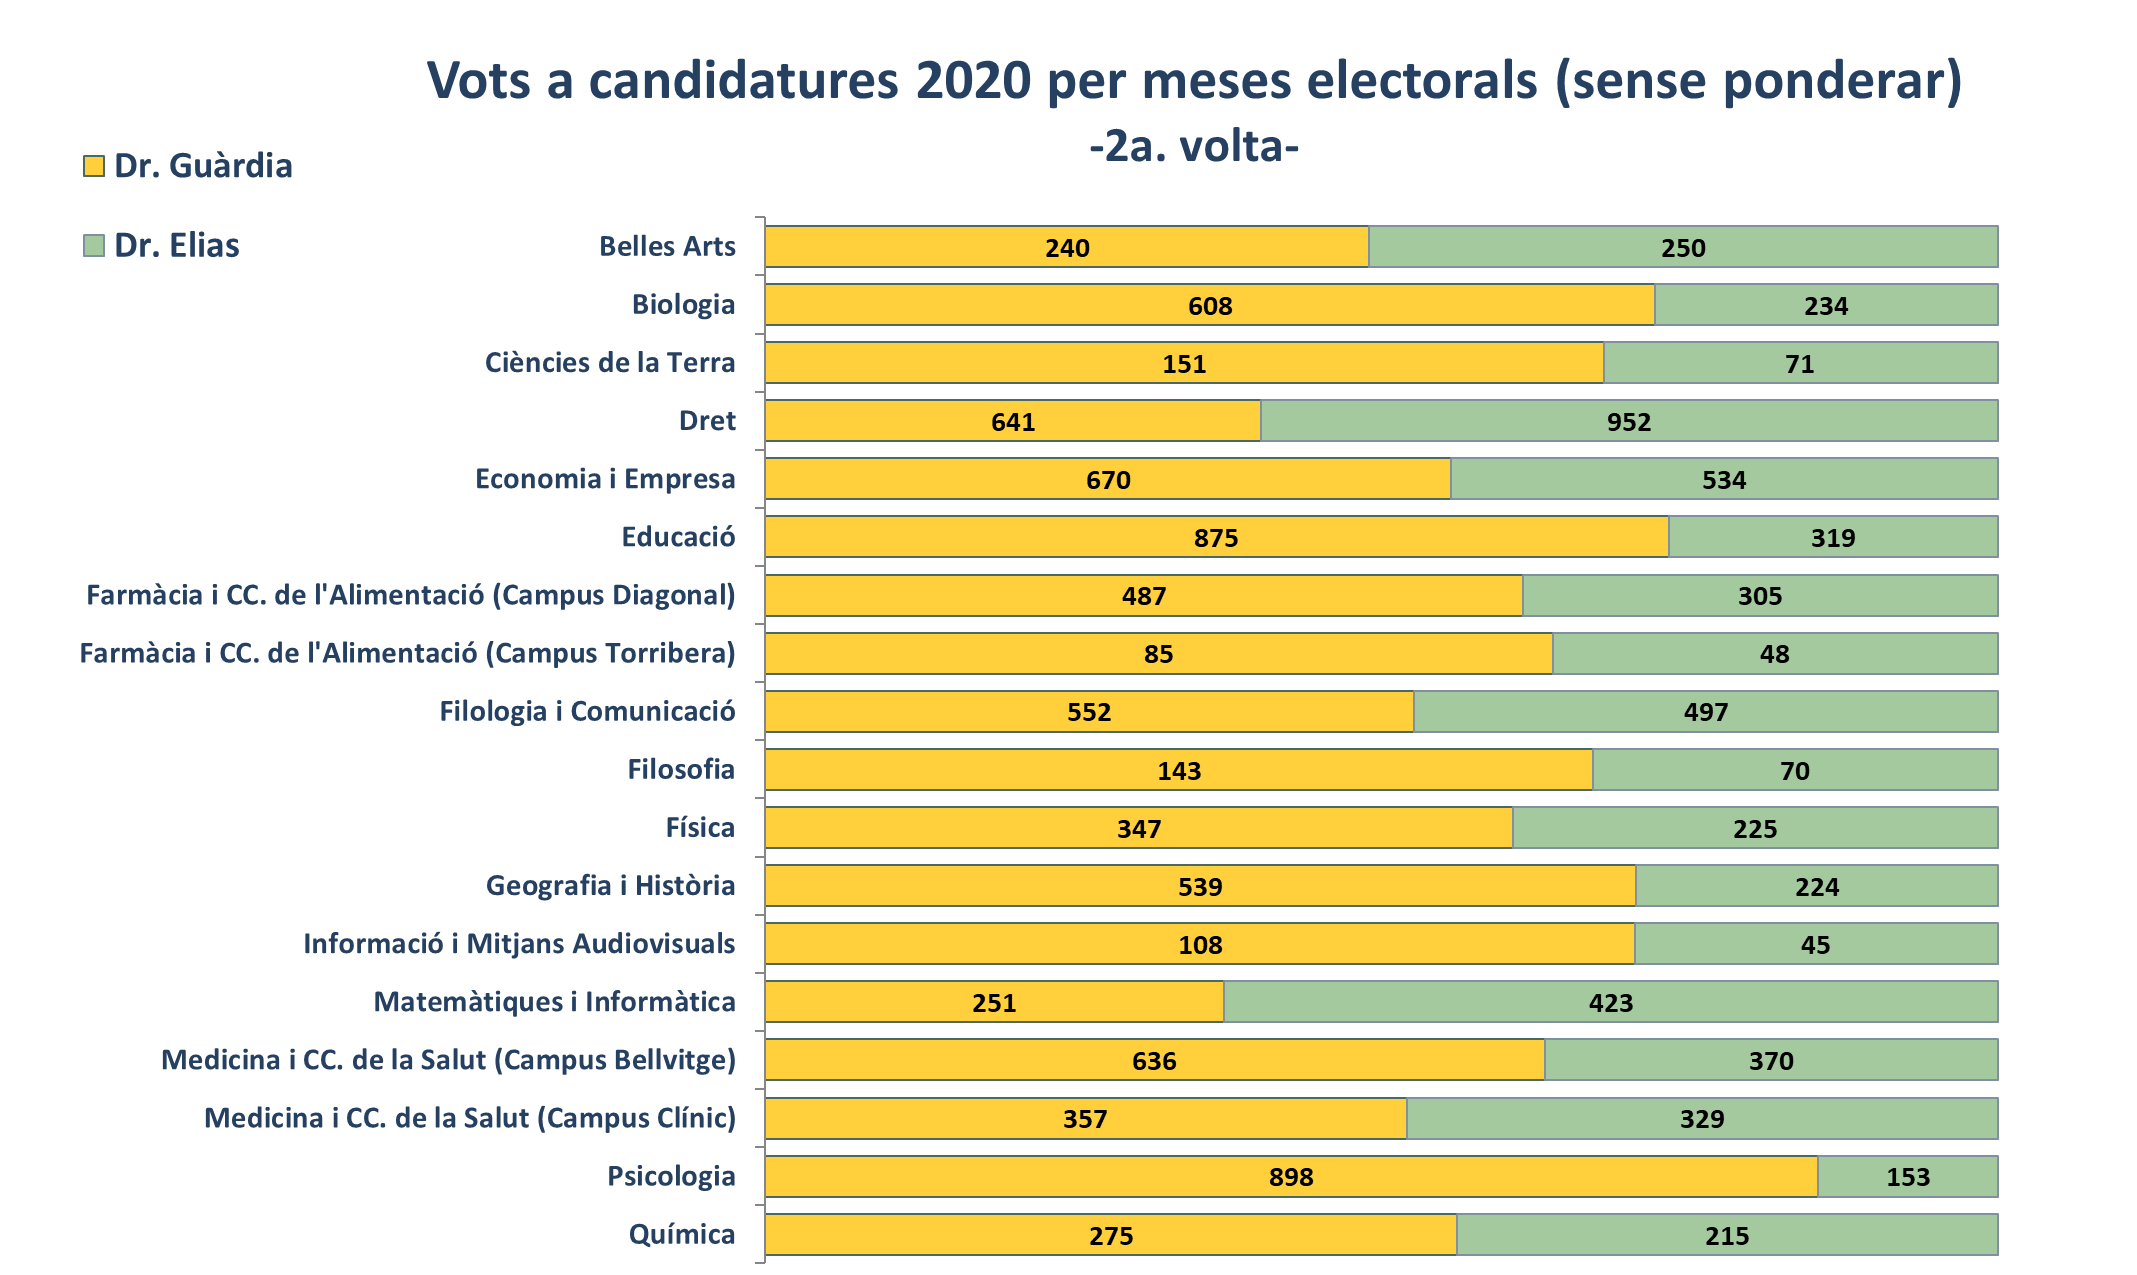 Vots a candidatures 2020 per meses electorals (sense ponderar)
-2a. volta-
Dr. Guàrdia
Dr. Elias
Belles Arts 240 250
Biologia 608 234
Ciències de la Terra 151 71
Dret 641 952
Economia i Empresa 670 534
Educació 875 319
Farmàcia i CC. de l'Alimentació (Campus Diagonal) 487 305
Farmàcia i CC. de l'Alimentació (Campus Torribera) 85 48
Filologia i Comunicació 552 497
Filosofia 143 70
Física 347 225
Geografia i Història 539 224
Informació i Mitjans Audiovisuals 108 45
Matemàtiques i Informàtica 251 423
Medicina i CC. de la Salut (Campus Bellvitge) 636 370
Medicina i CC. de la Salut (Campus Clínic) 357 329
Psicologia 898 153
Química 275 215